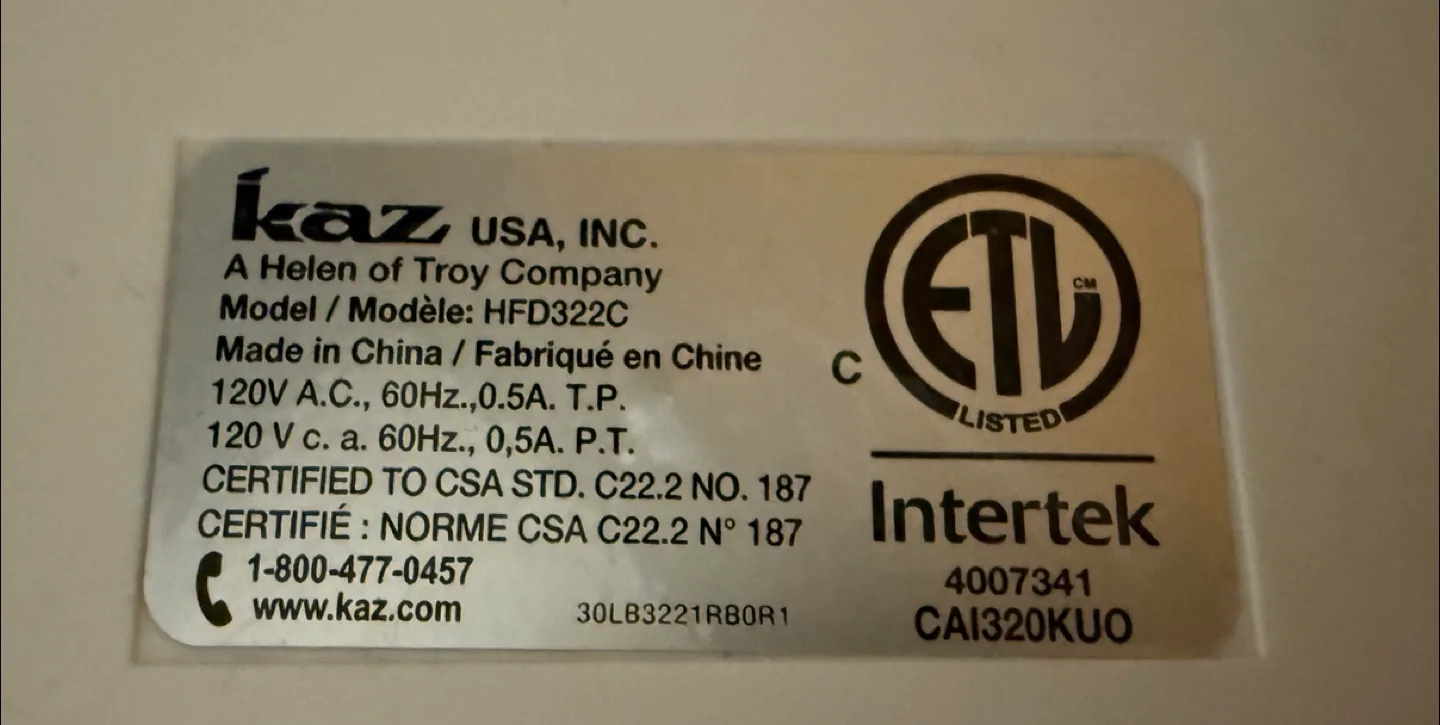 kaz USA, INC.
A Helen of Troy Company
Model / Modèle: HFD322C
Made in China / Fabriqué en Chine
120V A.C., 60Hz.,0.5A. T.P.
120 V c. a. 60Hz., 0,5A. P.T.
CERTIFIED TO CSA STD. C22.2 NO. 187
CERTIFIÉ : NORME CSA C22.2 N° 187
1-800-477-0457
www.kaz.com
30LB3221RB0R1
C
ETL CM
LISTED
Intertek
4007341
CAI320KUO